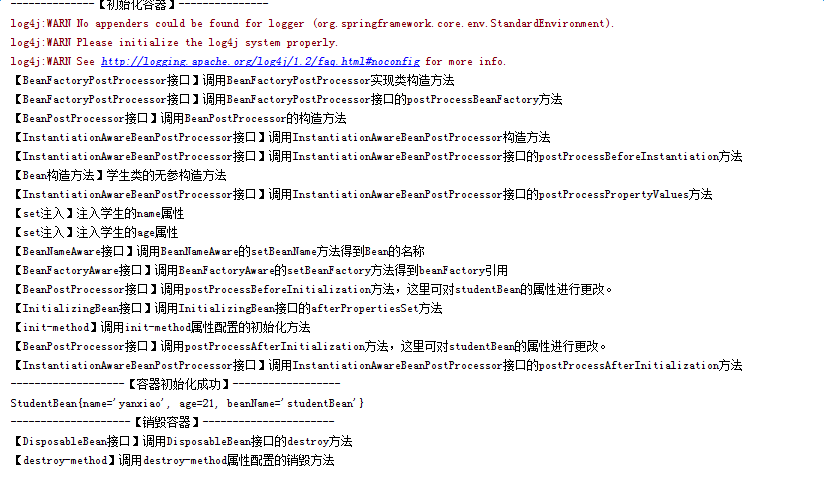 --------------【初始化容器】---------------
log4j:WARN No appenders could be found for logger (org.springframework.core.env.StandardEnvironment).
log4j:WARN Please initialize the log4j system properly.
log4j:WARN See http://logging.apache.org/log4j/1.2/faq.html#noconfig for more info.
【BeanFactoryPostProcessor接口】调用BeanFactoryPostProcessor实现类构造方法
【BeanFactoryPostProcessor接口】调用BeanFactoryPostProcessor接口的postProcessBeanFactory方法
【BeanPostProcessor接口】调用BeanPostProcessor的构造方法
【InstantiationAwareBeanPostProcessor接口】调用InstantiationAwareBeanPostProcessor构造方法
【InstantiationAwareBeanPostProcessor接口】调用InstantiationAwareBeanPostProcessor接口的postProcessBeforeInstantiation方法
【Bean构造方法】学生类的无参构造方法
【InstantiationAwareBeanPostProcessor接口】调用InstantiationAwareBeanPostProcessor接口的postProcessPropertyValues方法
【set注入】注入学生的name属性
【set注入】注入学生的age属性
【BeanNameAware接口】调用BeanNameAware的setBeanName方法得到Bean的名称
【BeanFactoryAware接口】调用BeanFactoryAware的setBeanFactory方法得到beanFactory引用
【BeanPostProcessor接口】调用postProcessBeforeInitialization方法，这里可对studentBean的属性进行更改。
【InitializingBean接口】调用InitializingBean接口的afterPropertiesSet方法
【init-method】调用init-method属性配置的初始化方法
【BeanPostProcessor接口】调用postProcessAfterInitialization方法，这里可对studentBean的属性进行更改。
【InstantiationAwareBeanPostProcessor接口】调用InstantiationAwareBeanPostProcessor接口的postProcessAfterInitialization方法
-------------------【容器初始化成功】------------------
StudentBean{name='yanxiao', age=21, beanName='studentBean'}
--------------------【销毁容器】----------------------
【DisposableBean接口】调用DisposableBean接口的destroy方法
【destroy-method】调用destroy-method属性配置的销毁方法